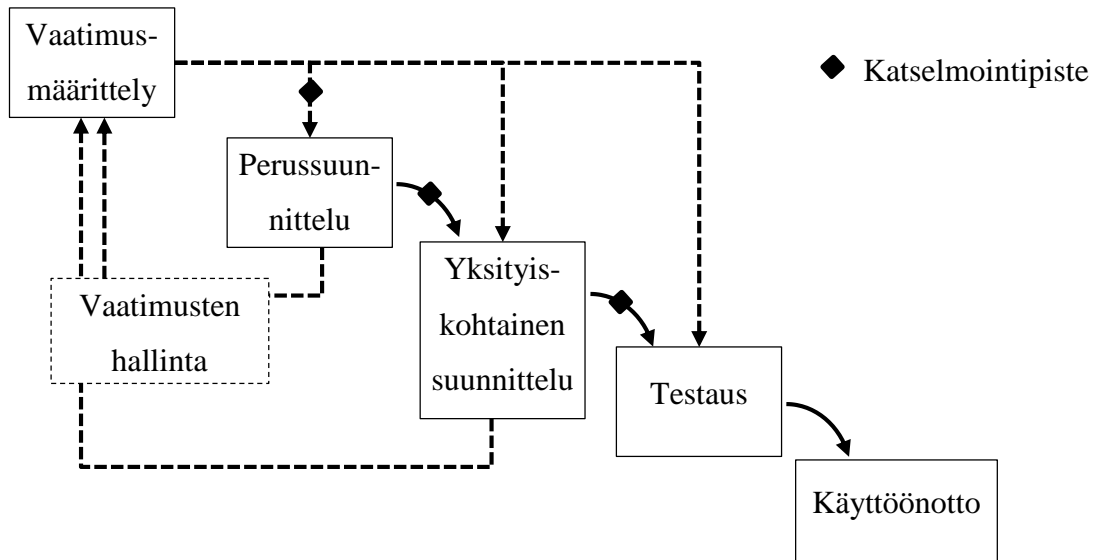 Vaatimus-
määrittely
Katselmointipiste
Perussuun-
nittelu
Yksityis-
kohtainen
suunnittelu
Vaatimusten
hallinta
Testaus
Käyttöönotto